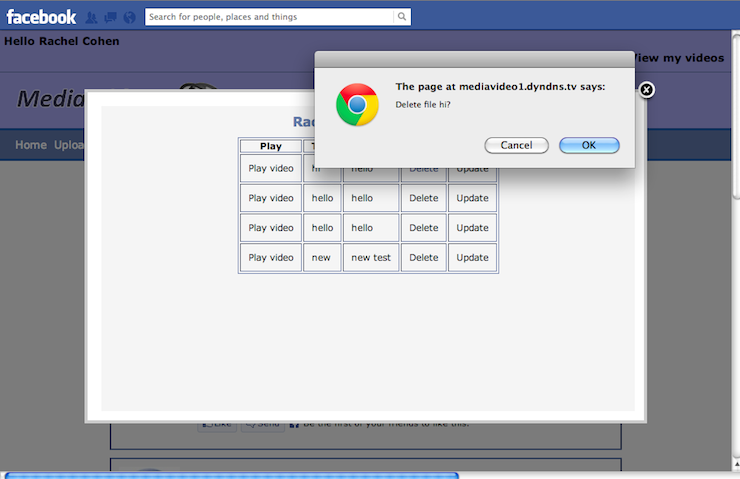 facebook Search for people, places and things
Hello Rachel Cohen
View my videos
Media
The page at mediavideo1.dyndns.tv says:
Delete file hi?
Cancel OK
Home
Play
Play video hi hello Delete Update
Play video hello hello Delete Update
Play video hello hello Delete Update
Play video new new test Delete Update
Like Send Be the first of your friends to like this.